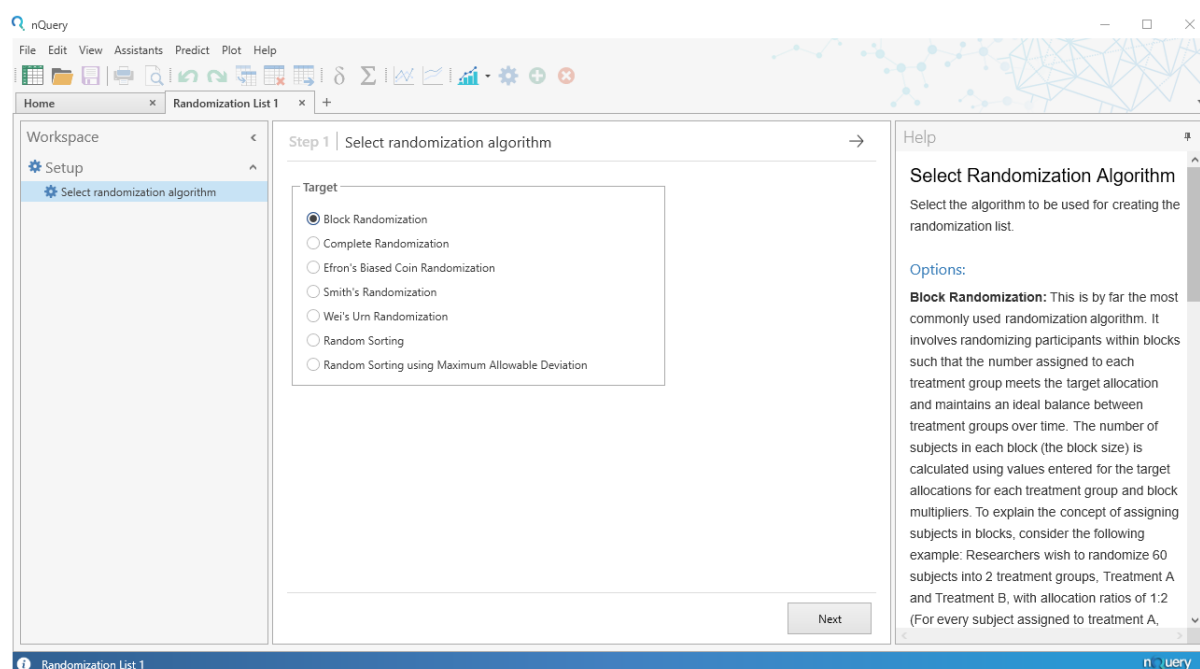 nQuery
File Edit View Assistants Predict Plot Help
Home
Randomization List 1
Workspace
Setup
Select randomization algorithm
Step 1
Select randomization algorithm
Target
Block Randomization
Complete Randomization
Efron's Biased Coin Randomization
Smith's Randomization
Wei's Urn Randomization
Random Sorting
Random Sorting using Maximum Allowable Deviation
Next
Help
Select Randomization Algorithm
Select the algorithm to be used for creating the
randomization list.
Options:
Block Randomization: This is by far the most
commonly used randomization algorithm. It
involves randomizing participants within blocks
such that the number assigned to each
treatment group meets the target allocation
and maintains an ideal balance between
treatment groups over time. The number of
subjects in each block (the block size) is
calculated using values entered for the target
allocations for each treatment group and block
multipliers. To explain the concept of assigning
subjects in blocks, consider the following
example: Researchers wish to randomize 60
subjects into 2 treatment groups, Treatment A
and Treatment B, with allocation ratios of 1:2
(For every subject assigned to treatment A,
Randomization List 1
nQuery